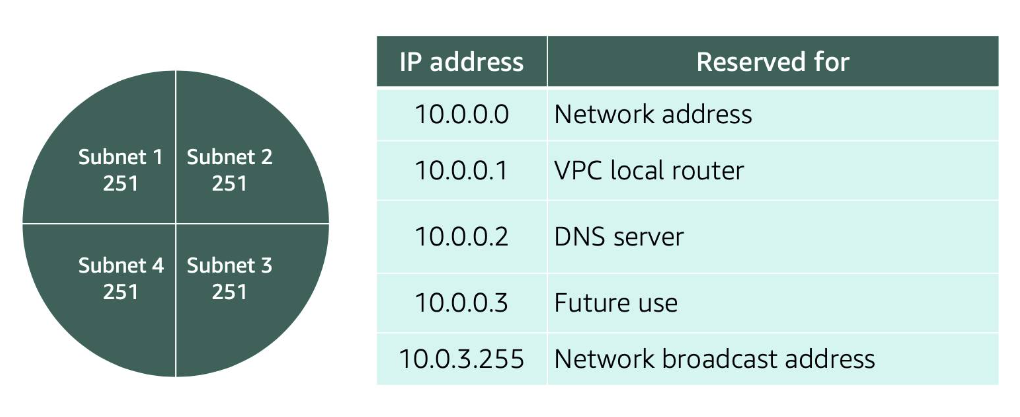 Subnet 1
251
Subnet 2
251
Subnet 4
251
Subnet 3
251
IP address Reserved for
10.0.0.0 Network address
10.0.0.1 VPC local router
10.0.0.2 DNS server
10.0.0.3 Future use
10.0.3.255 Network broadcast address